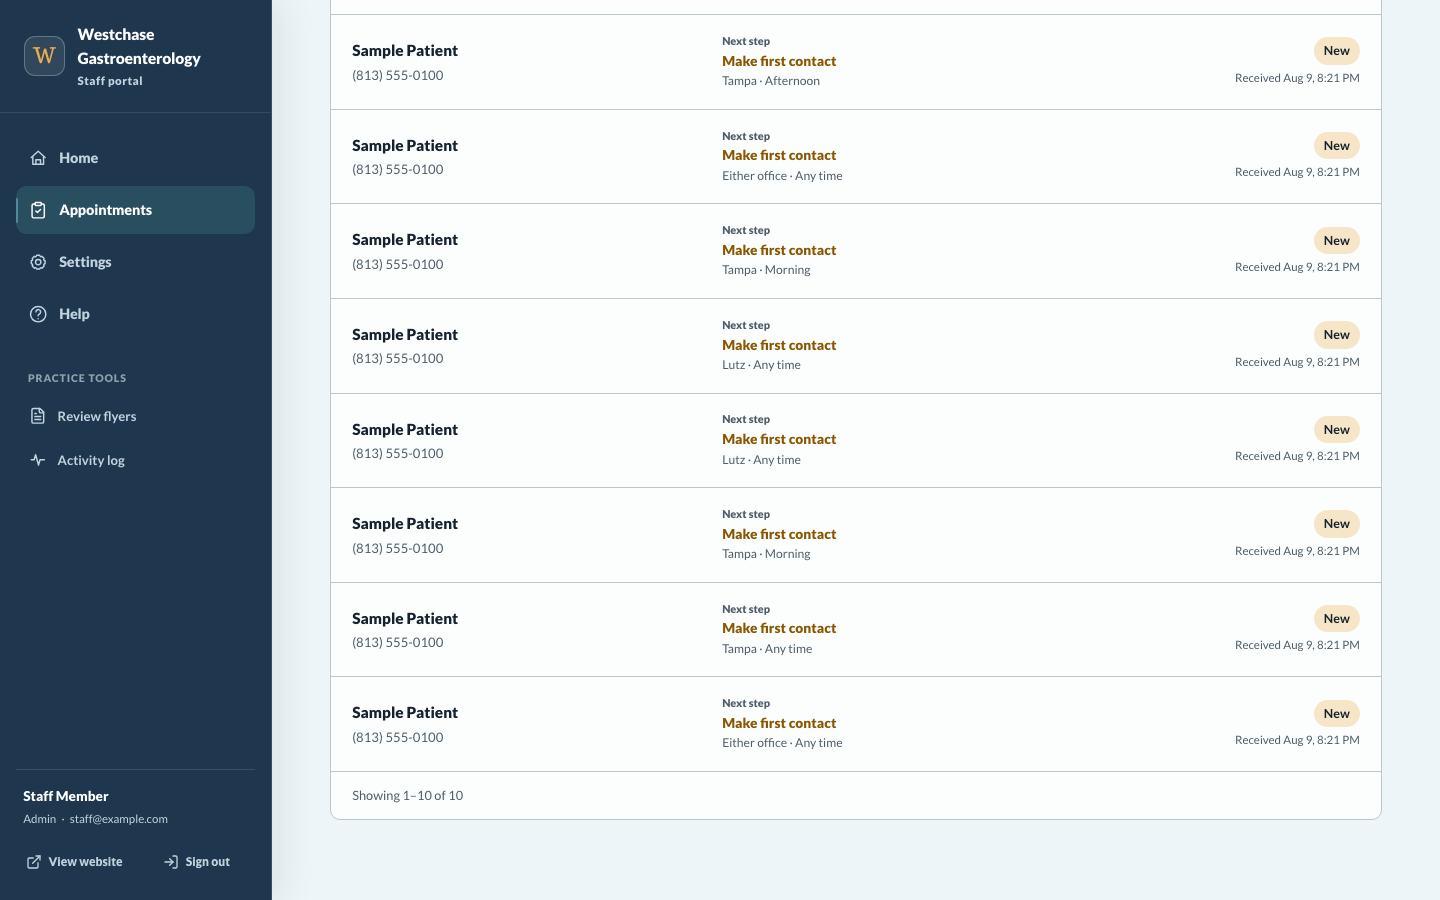 W
Westchase
Gastroenterology
Staff portal
Home
Appointments
Settings
Help
PRACTICE TOOLS
Review flyers
Activity log
Staff Member
Admin · staff@example.com
View website
Sign out
Sample Patient
(813) 555-0100
Next step
Make first contact
Tampa · Afternoon
New
Received Aug 9, 8:21 PM
Sample Patient
(813) 555-0100
Next step
Make first contact
Either office · Any time
New
Received Aug 9, 8:21 PM
Sample Patient
(813) 555-0100
Next step
Make first contact
Tampa · Morning
New
Received Aug 9, 8:21 PM
Sample Patient
(813) 555-0100
Next step
Make first contact
Lutz · Any time
New
Received Aug 9, 8:21 PM
Sample Patient
(813) 555-0100
Next step
Make first contact
Lutz · Any time
New
Received Aug 9, 8:21 PM
Sample Patient
(813) 555-0100
Next step
Make first contact
Tampa · Morning
New
Received Aug 9, 8:21 PM
Sample Patient
(813) 555-0100
Next step
Make first contact
Tampa · Any time
New
Received Aug 9, 8:21 PM
Sample Patient
(813) 555-0100
Next step
Make first contact
Either office · Any time
New
Received Aug 9, 8:21 PM
Showing 1–10 of 10